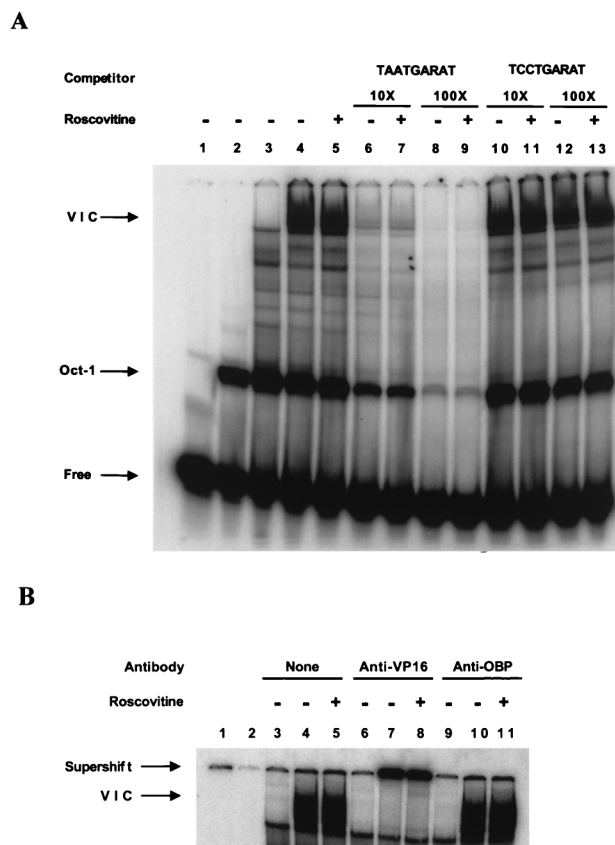 A
TAATGARAT TCCTGARAT
Competitor
10X 100X 10X 100X
Roscovitine - - - - + - + - + - + - +
1 2 3 4 5 6 7 8 9 10 11 12 13
VIC
Oct-1
Free
B
Antibody None Anti-VP16 Anti-OBP
Roscovitine - - + - - + - - +
1 2 3 4 5 6 7 8 9 10 11
Supershift
VIC